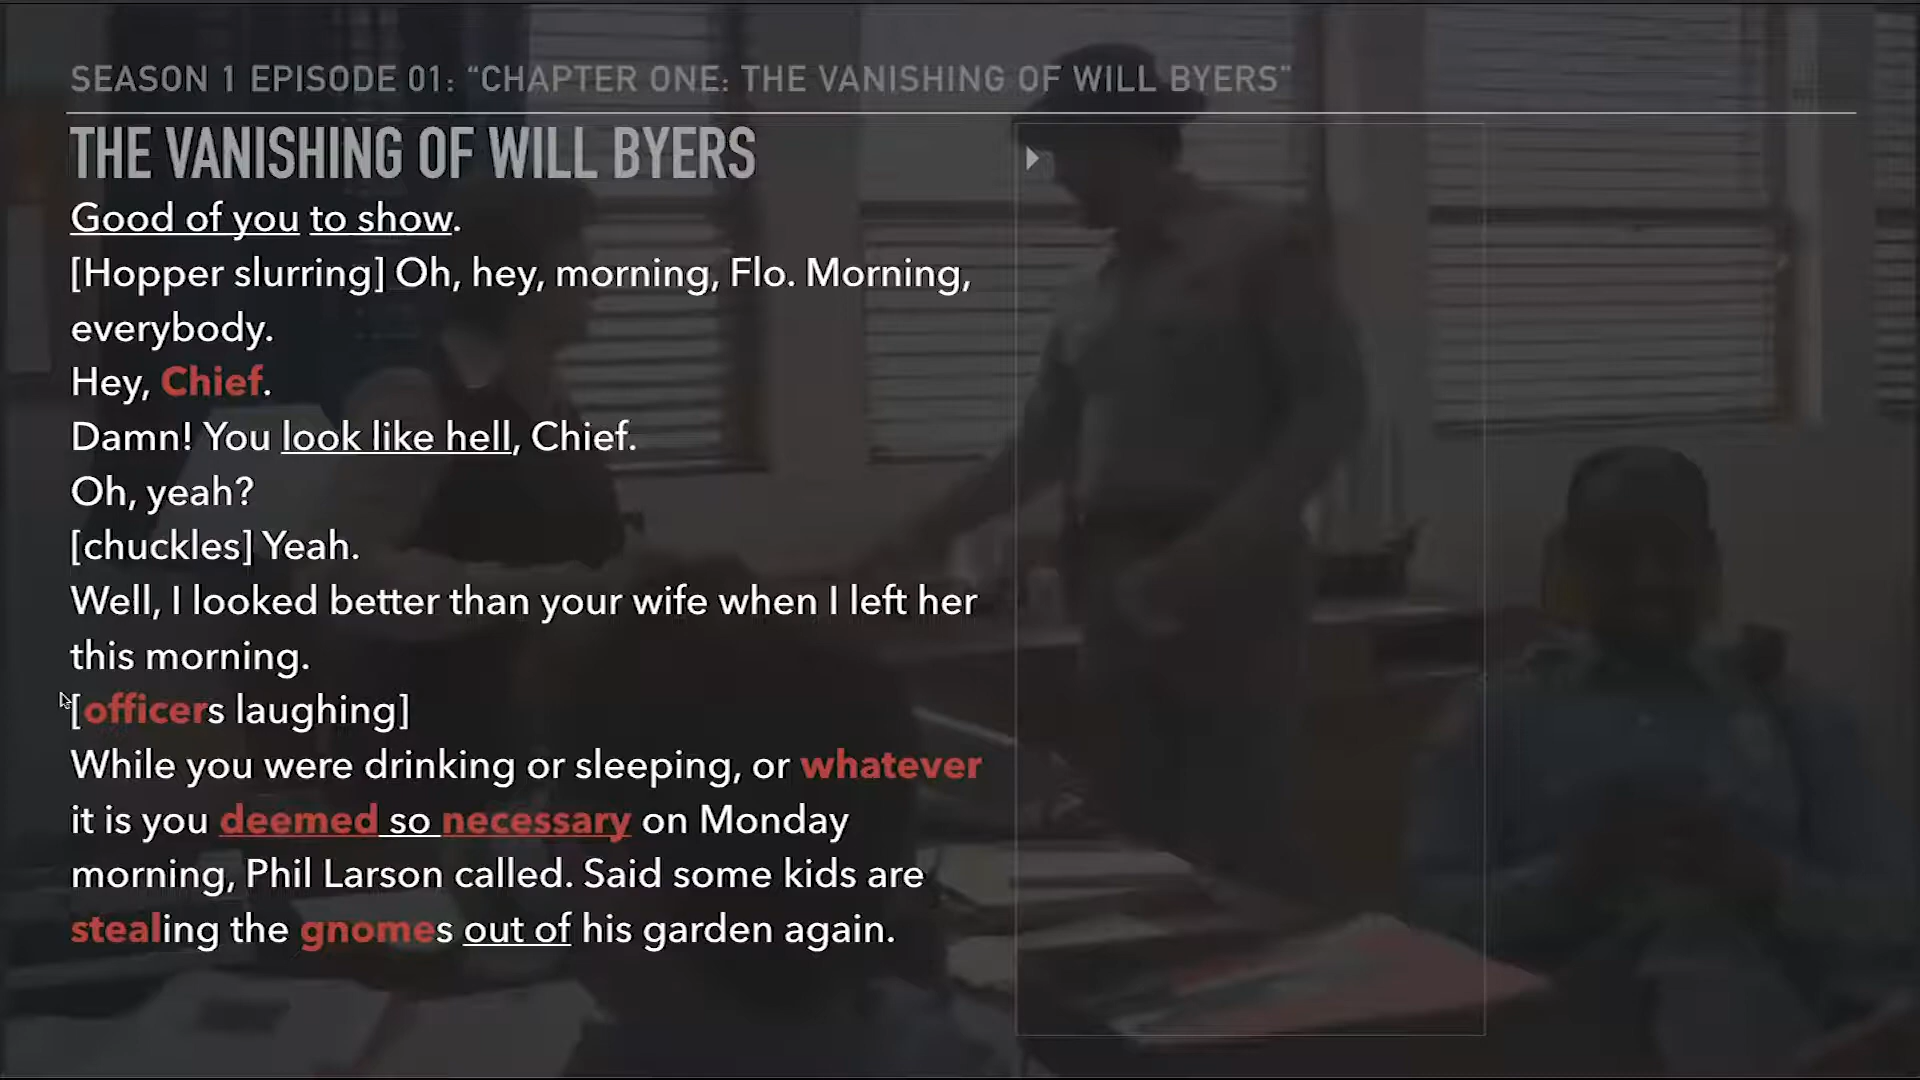 SEASON 1 EPISODE 01: “CHAPTER ONE: THE VANISHING OF WILL BYERS”
THE VANISHING OF WILL BYERS
Good of you to show.
[Hopper slurring] Oh, hey, morning, Flo. Morning,
everybody.
Hey, Chief.
Damn! You look like hell, Chief.
Oh, yeah?
[chuckles] Yeah.
Well, I looked better than your wife when I left her
this morning.
[officers laughing]
While you were drinking or sleeping, or whatever
it is you deemed so necessary on Monday
morning, Phil Larson called. Said some kids are
stealing the gnomes out of his garden again.